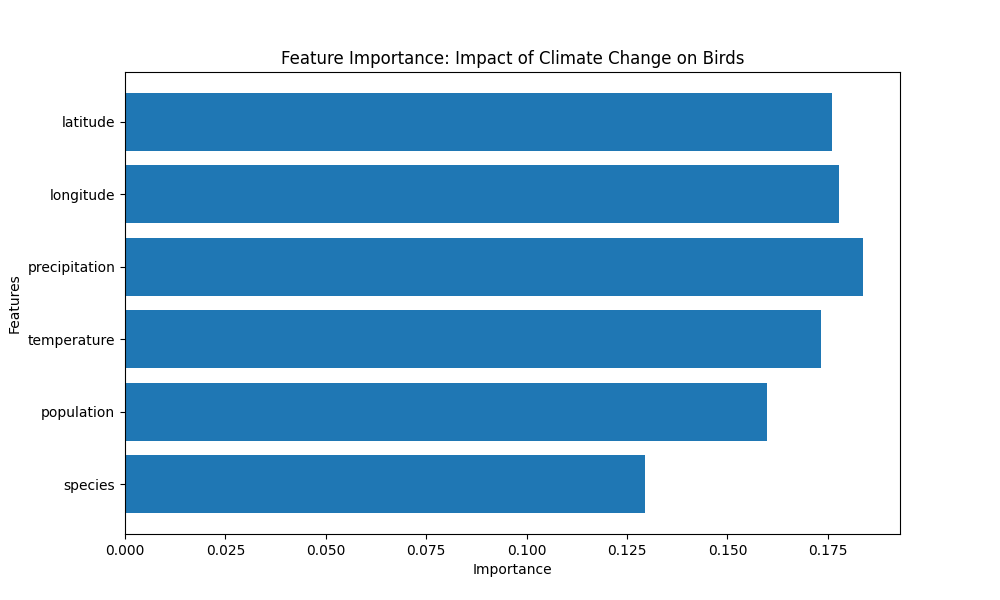 Feature Importance: Impact of Climate Change on Birds
Features
latitude
longitude
precipitation
temperature
population
species
0.000 0.025 0.050 0.075 0.100 0.125 0.150 0.175
Importance